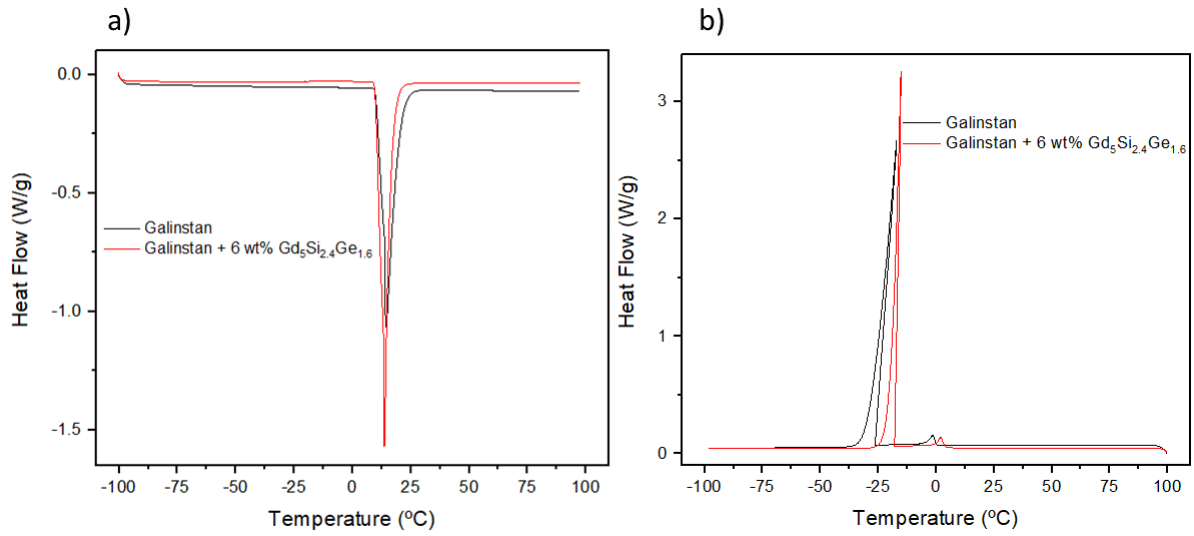 a)
0.0
-0.5
-1.0
-1.5
Heat Flow (W/g)
Galinstan
Galinstan + 6 wt% Gd₅Si₂.₄Ge₁.₆
-100 -75 -50 -25 0 25 50 75 100
Temperature (ºC)
b)
3
2
1
0
Heat Flow (W/g)
Galinstan
Galinstan + 6 wt% Gd₅Si₂.₄Ge₁.₆
-100 -75 -50 -25 0 25 50 75 100
Temperature (ºC)